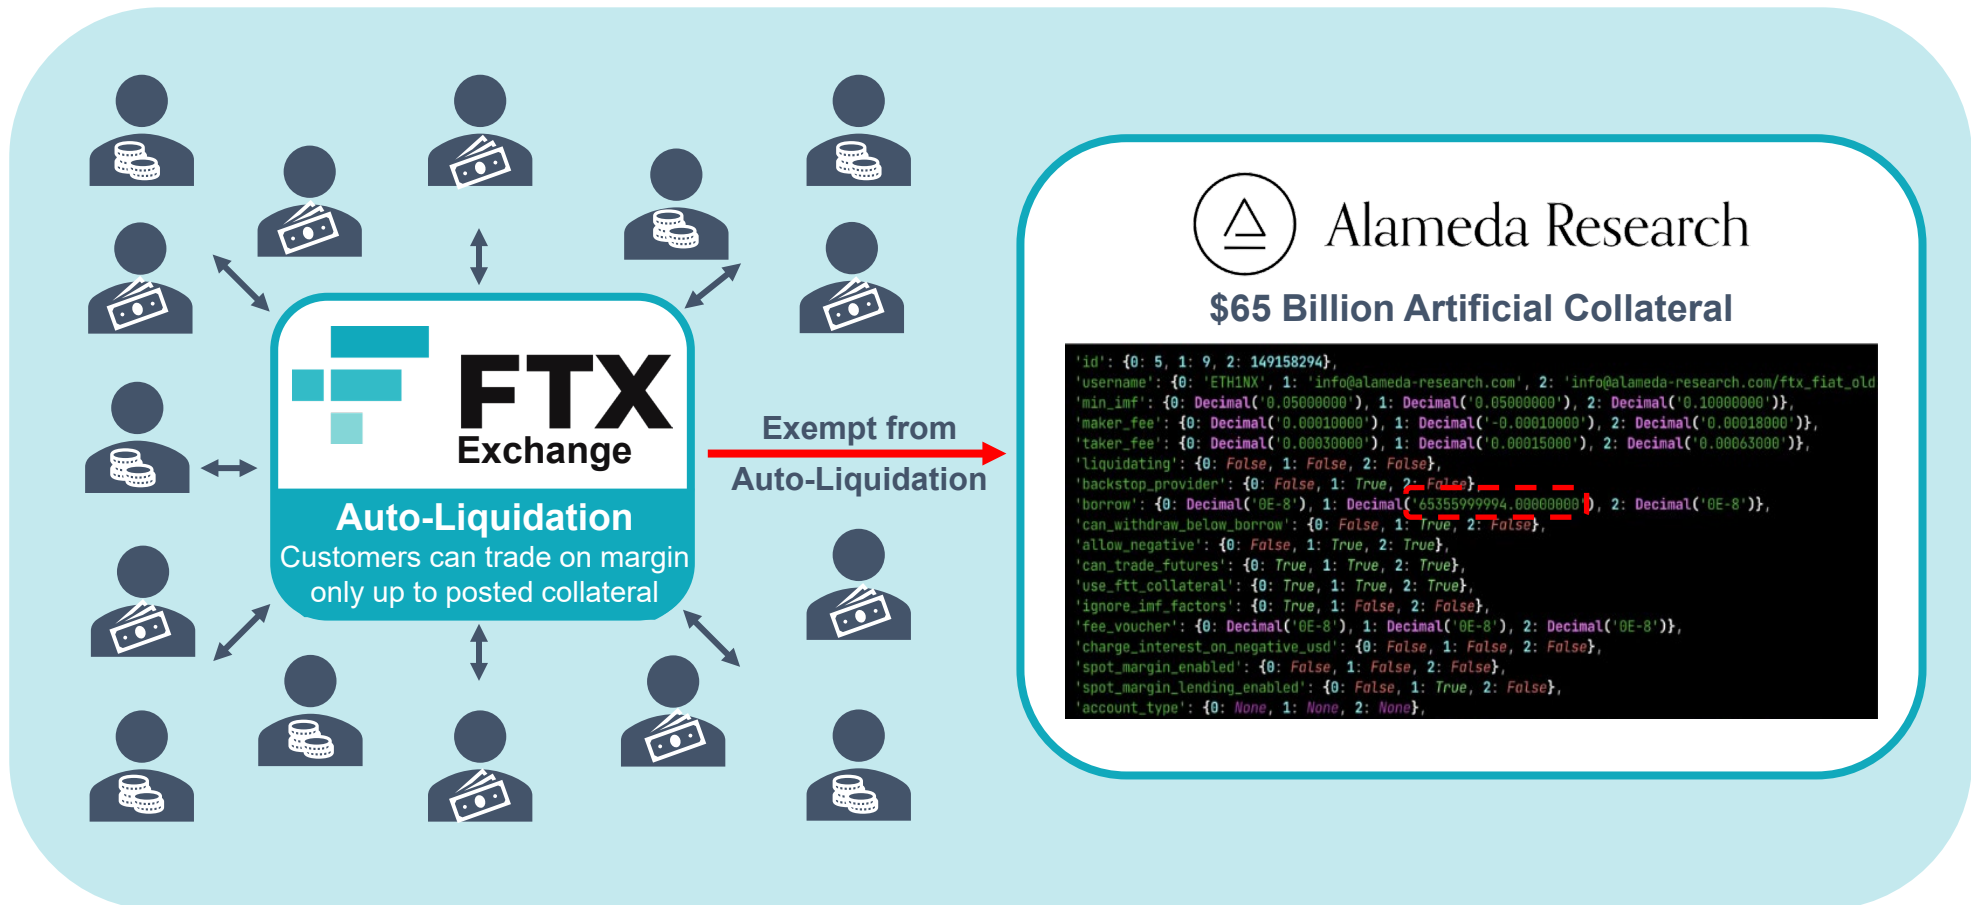 FTX
Exchange
Auto-Liquidation
Customers can trade on margin
only up to posted collateral
Exempt from
Auto-Liquidation
Alameda Research
$65 Billion Artificial Collateral
'id': {0: 5, 1: 9, 2: 149158294},
'username': {0: 'ETH1NX', 1: 'info@alameda-research.com', 2: 'info@alameda-research.com/ftx_fiat_old
'min_imf': {0: Decimal('0.05000000'), 1: Decimal('0.05000000'), 2: Decimal('0.10000000')},
'maker_fee': {0: Decimal('0.00010000'), 1: Decimal('-0.00010000'), 2: Decimal('0.00018000')},
'taker_fee': {0: Decimal('0.00030000'), 1: Decimal('0.00015000'), 2: Decimal('0.00063000')},
'liquidating': {0: False, 1: False, 2: False},
'backstop_provider': {0: False, 1: True, 2: False},
'borrow': {0: Decimal('0E-8'), 1: Decimal('65355999994.00000000'), 2: Decimal('0E-8')},
'can_withdraw_below_borrow': {0: False, 1: True, 2: False},
'allow_negative': {0: False, 1: True, 2: True},
'can_trade_futures': {0: True, 1: True, 2: True},
'use_ftt_collateral': {0: True, 1: True, 2: True},
'ignore_imf_factors': {0: True, 1: False, 2: False},
'fee_voucher': {0: Decimal('0E-8'), 1: Decimal('0E-8'), 2: Decimal('0E-8')},
'charge_interest_on_negative_usd': {0: False, 1: False, 2: False},
'spot_margin_enabled': {0: False, 1: False, 2: False},
'spot_margin_lending_enabled': {0: False, 1: True, 2: False},
'account_type': {0: None, 1: None, 2: None},